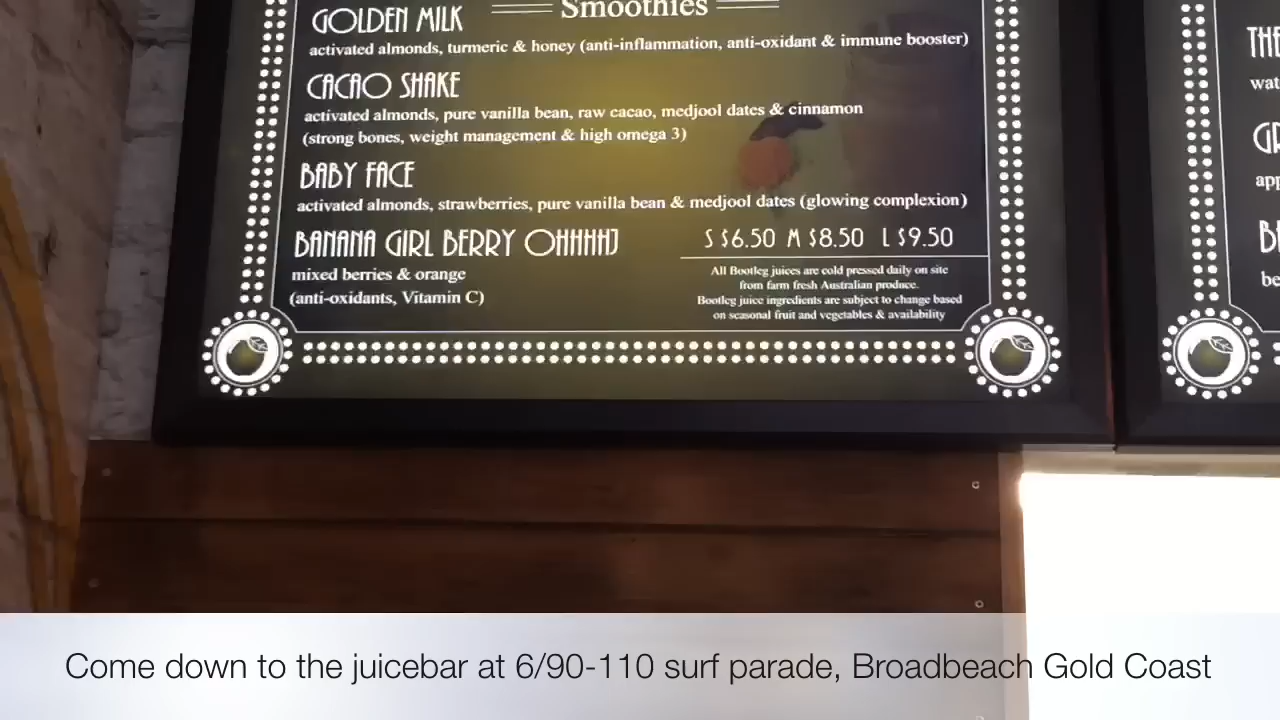 Smoothies
GOLDEN MILK
activated almonds, turmeric & honey (anti-inflammation, anti-oxidant & immune booster)
CACAO SHAKE
activated almonds, pure vanilla bean, raw cacao, medjool dates & cinnamon
(strong bones, weight management & high omega 3)
BABY FACE
activated almonds, strawberries, pure vanilla bean & medjool dates (glowing complexion)
BANANA GIRL BERRY OHHHHJ
mixed berries & orange
(anti-oxidants, Vitamin C)
S $6.50 M $8.50 L $9.50
All Bootleg juices are cold pressed daily on site
from farm fresh Australian produce.
Bootleg juice ingredients are subject to change based
on seasonal fruit and vegetables & availability
THE
Come down to the juicebar at 6/90-110 surf parade, Broadbeach Gold Coast